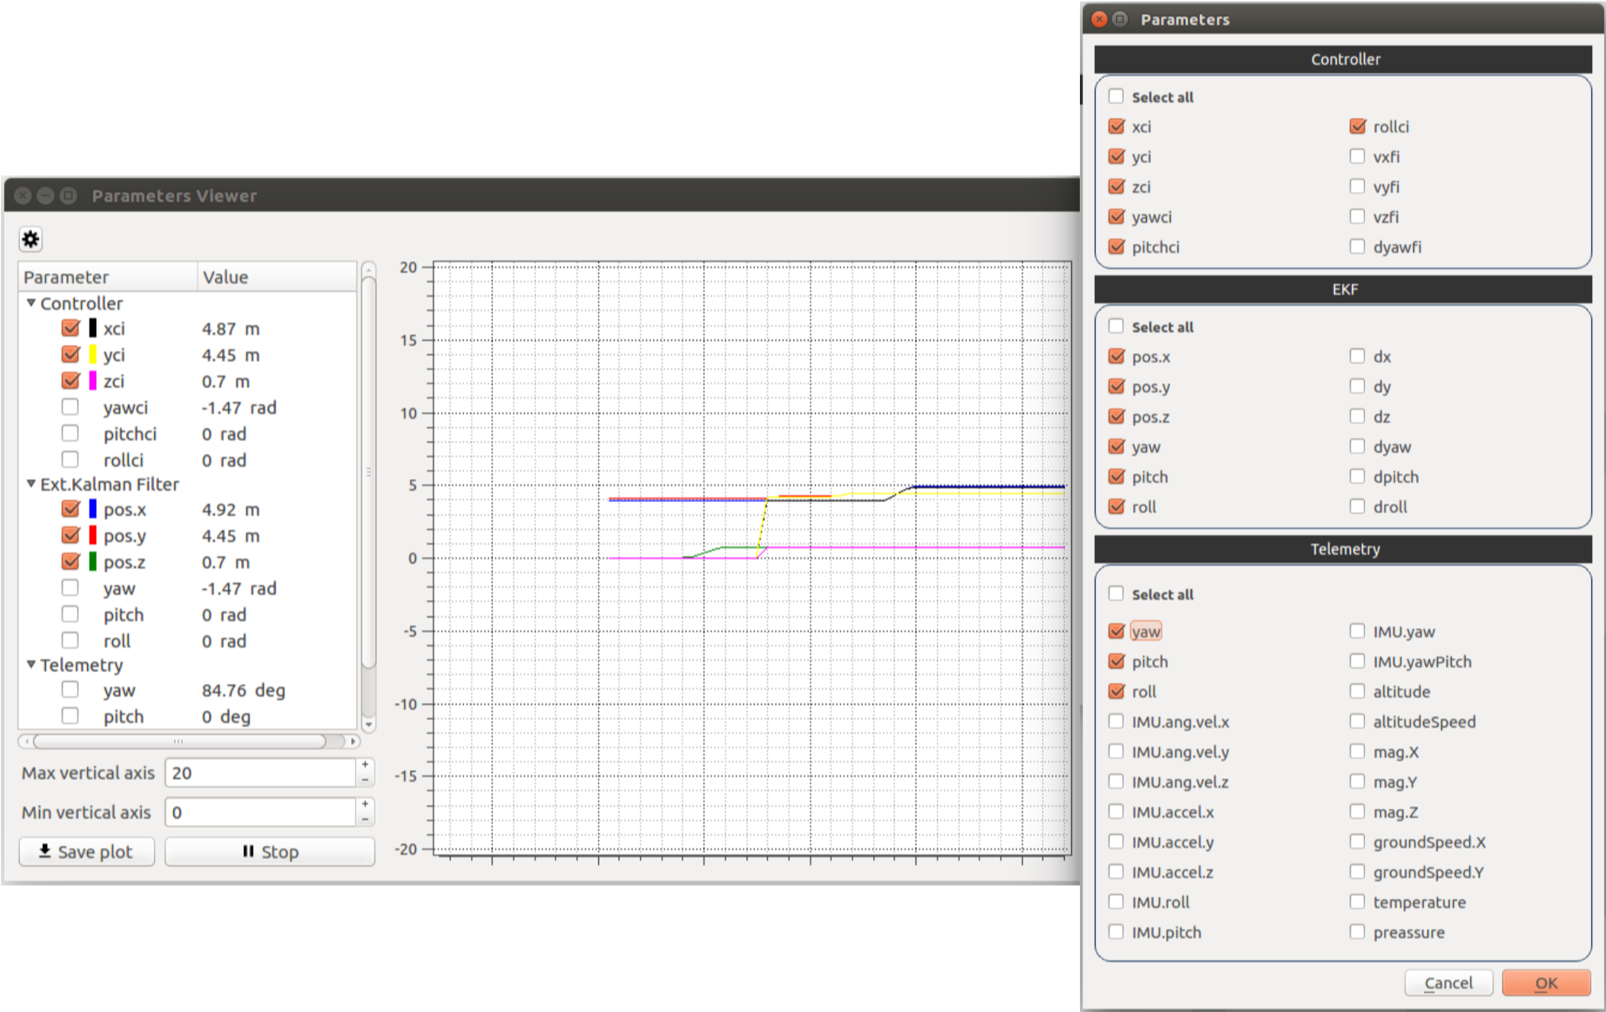 Parameters Viewer
Parameter Value
Controller
xci 4.87 m
yci 4.45 m
zci 0.7 m
yawci -1.47 rad
pitchci 0 rad
rollci 0 rad
Ext.Kalman Filter
pos.x 4.92 m
pos.y 4.45 m
pos.z 0.7 m
yaw -1.47 rad
pitch 0 rad
roll 0 rad
Telemetry
yaw 84.76 deg
pitch 0 deg
Max vertical axis 20
Min vertical axis 0
Save plot Stop
20
15
10
5
0
-5
-10
-15
-20
Parameters
Controller
Select all
xci rollci
yci vxfi
zci vyfi
yawci vzfi
pitchci dyawfi
EKF
Select all
pos.x dx
pos.y dy
pos.z dz
yaw dyaw
pitch dpitch
roll droll
Telemetry
Select all
yaw IMU.yaw
pitch IMU.yawPitch
roll altitude
IMU.ang.vel.x altitudeSpeed
IMU.ang.vel.y mag.X
IMU.ang.vel.z mag.Y
IMU.accel.x mag.Z
IMU.accel.y groundSpeed.X
IMU.accel.z groundSpeed.Y
IMU.roll temperature
IMU.pitch preassure
Cancel OK